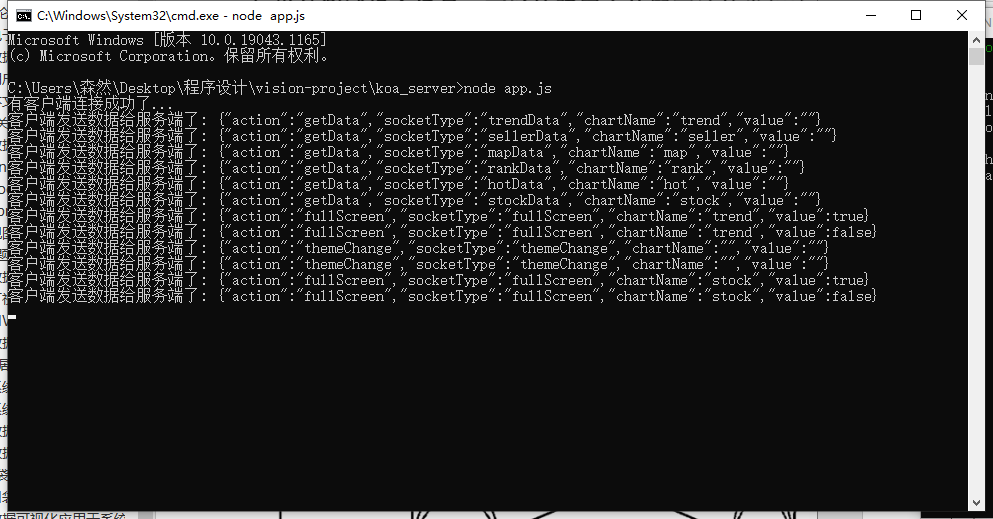 C:\Windows\System32\cmd.exe - node  app.js
Microsoft Windows [版本 10.0.19043.1165]
(c) Microsoft Corporation。保留所有权利。
C:\Users\森然\Desktop\程序设计\vision-project\koa_server>node app.js
有客户端连接成功了...
客户端发送数据给服务端了: {"action":"getData","socketType":"trendData","chartName":"trend","value":""}
客户端发送数据给服务端了: {"action":"getData","socketType":"sellerData","chartName":"seller","value":""}
客户端发送数据给服务端了: {"action":"getData","socketType":"mapData","chartName":"map","value":""}
客户端发送数据给服务端了: {"action":"getData","socketType":"rankData","chartName":"rank","value":""}
客户端发送数据给服务端了: {"action":"getData","socketType":"hotData","chartName":"hot","value":""}
客户端发送数据给服务端了: {"action":"getData","socketType":"stockData","chartName":"stock","value":""}
客户端发送数据给服务端了: {"action":"fullScreen","socketType":"fullScreen","chartName":"trend","value":true}
客户端发送数据给服务端了: {"action":"fullScreen","socketType":"fullScreen","chartName":"trend","value":false}
客户端发送数据给服务端了: {"action":"themeChange","socketType":"themeChange","chartName":"","value":""}
客户端发送数据给服务端了: {"action":"themeChange","socketType":"themeChange","chartName":"","value":""}
客户端发送数据给服务端了: {"action":"fullScreen","socketType":"fullScreen","chartName":"stock","value":true}
客户端发送数据给服务端了: {"action":"fullScreen","socketType":"fullScreen","chartName":"stock","value":false}